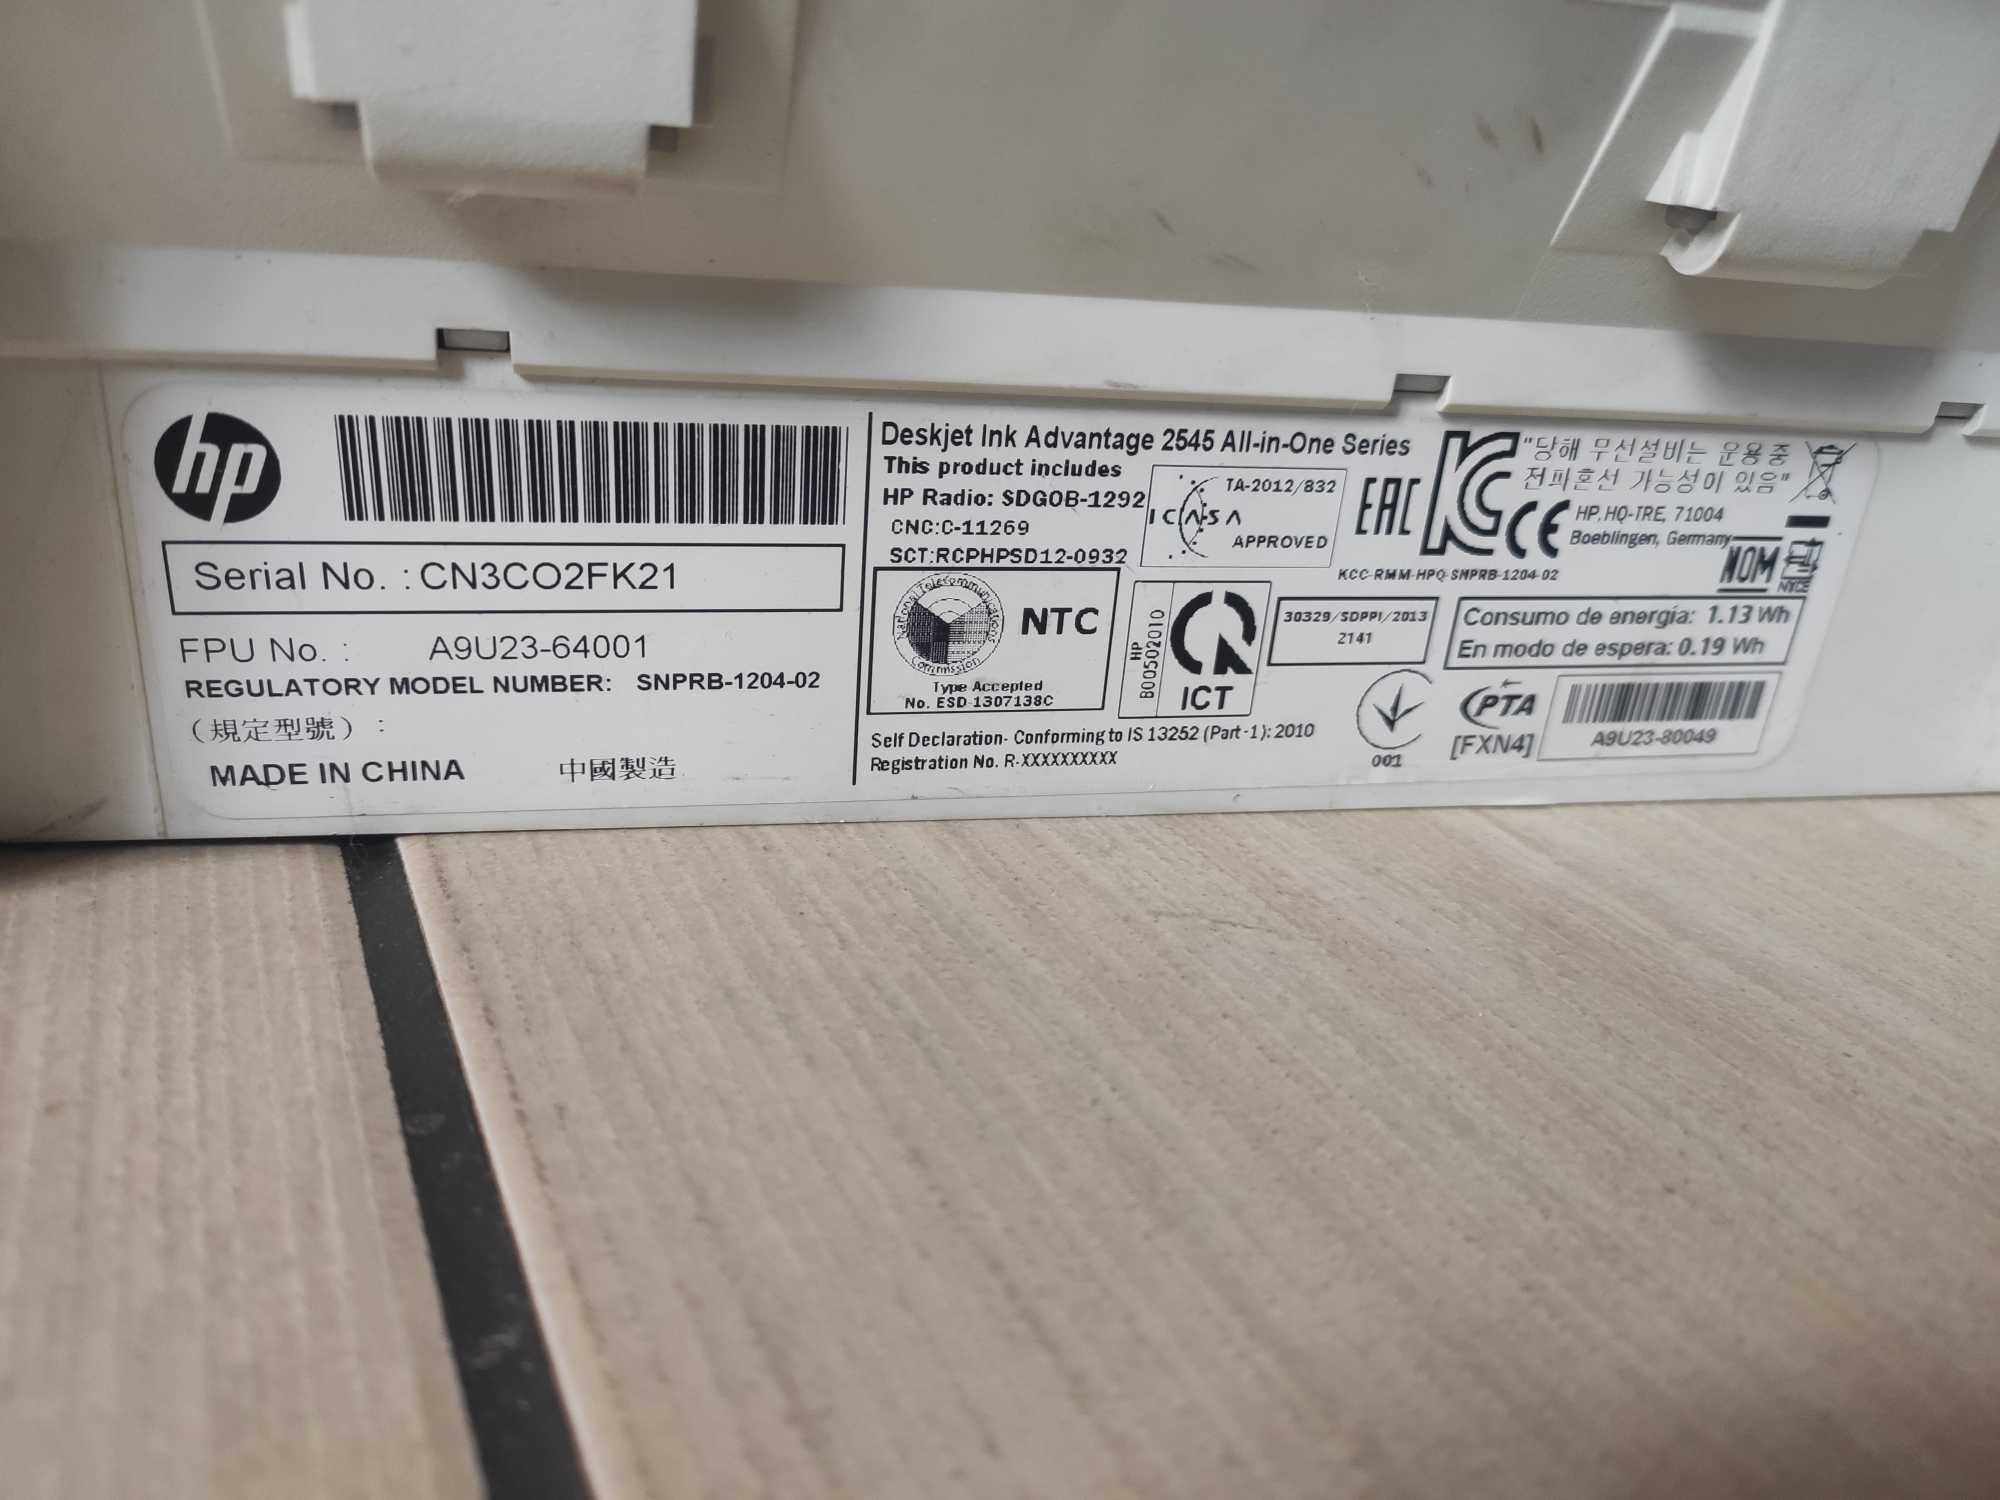 hp
Serial No. : CN3CO2FK21
FPU No. : A9U23-64001
REGULATORY MODEL NUMBER: SNPRB-1204-02
(規定型號) :
MADE IN CHINA 中國製造
Deskjet Ink Advantage 2545 All-in-One Series
This product includes
HP Radio: SDGOB-1292
CNC:C-11269
SCT:RCPHPSD12-0932
TA-2012/832
ICASA
APPROVED
EAC
KC
"당해 무선설비는 운용중
전파혼선 가능성이 있음"
CE
HP, HQ-TRE, 71004
Boeblingen, Germany
KCC-RMM-HPQ-SNPRB-1204-02
NOM
NYCE
National Telecommunications
Commission
NTC
Type Accepted
No. ESD-1307138C
HP
B00502010
ICT
30329/SDPPI/2013
2141
Consumo de energía: 1.13 Wh
En modo de espera: 0.19 Wh
Self Declaration- Conforming to IS 13252 (Part-1): 2010
Registration No. R-XXXXXXXXXX
001
PTA
[FXN4]
A9U23-80049